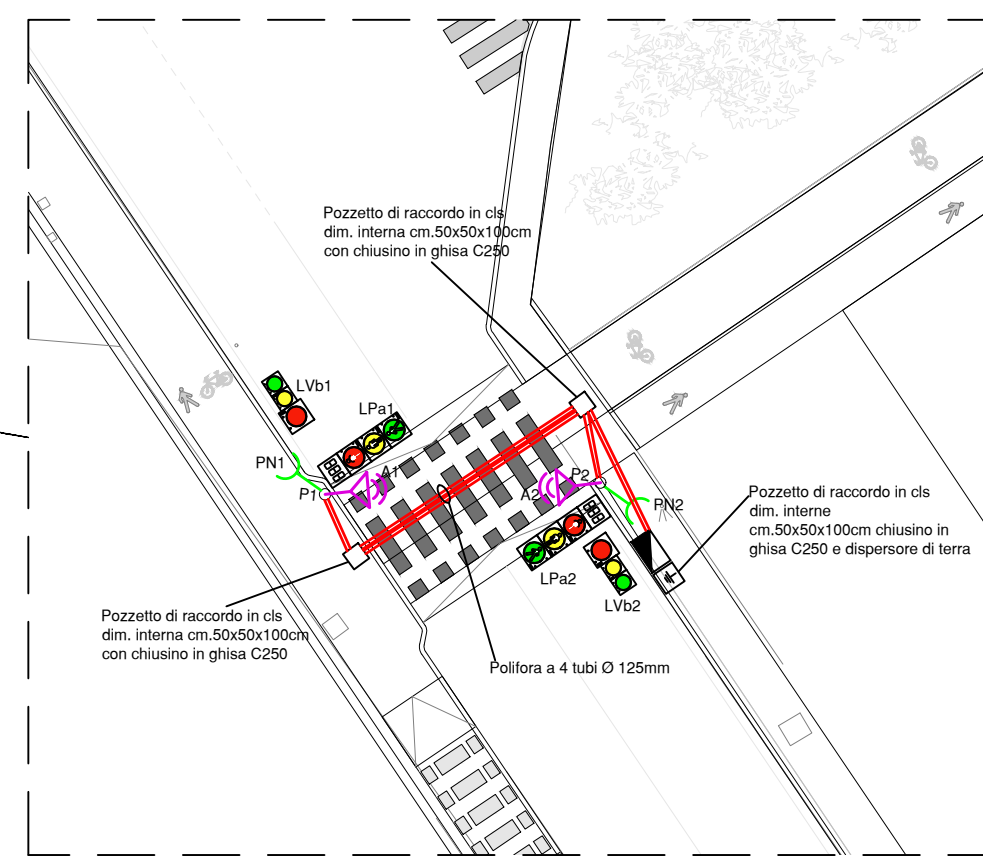 Pozzetto di raccordo in cls
dim. interna cm.50x50x100cm
con chiusino in ghisa C250
LVb1
LPa1
PN1
A1
P1
P2
A2
PN2
Pozzetto di raccordo in cls
dim. interne
cm.50x50x100cm chiusino in
ghisa C250 e dispersore di terra
LPa2
LVb2
Pozzetto di raccordo in cls
dim. interna cm.50x50x100cm
con chiusino in ghisa C250
Polifora a 4 tubi Ø 125mm